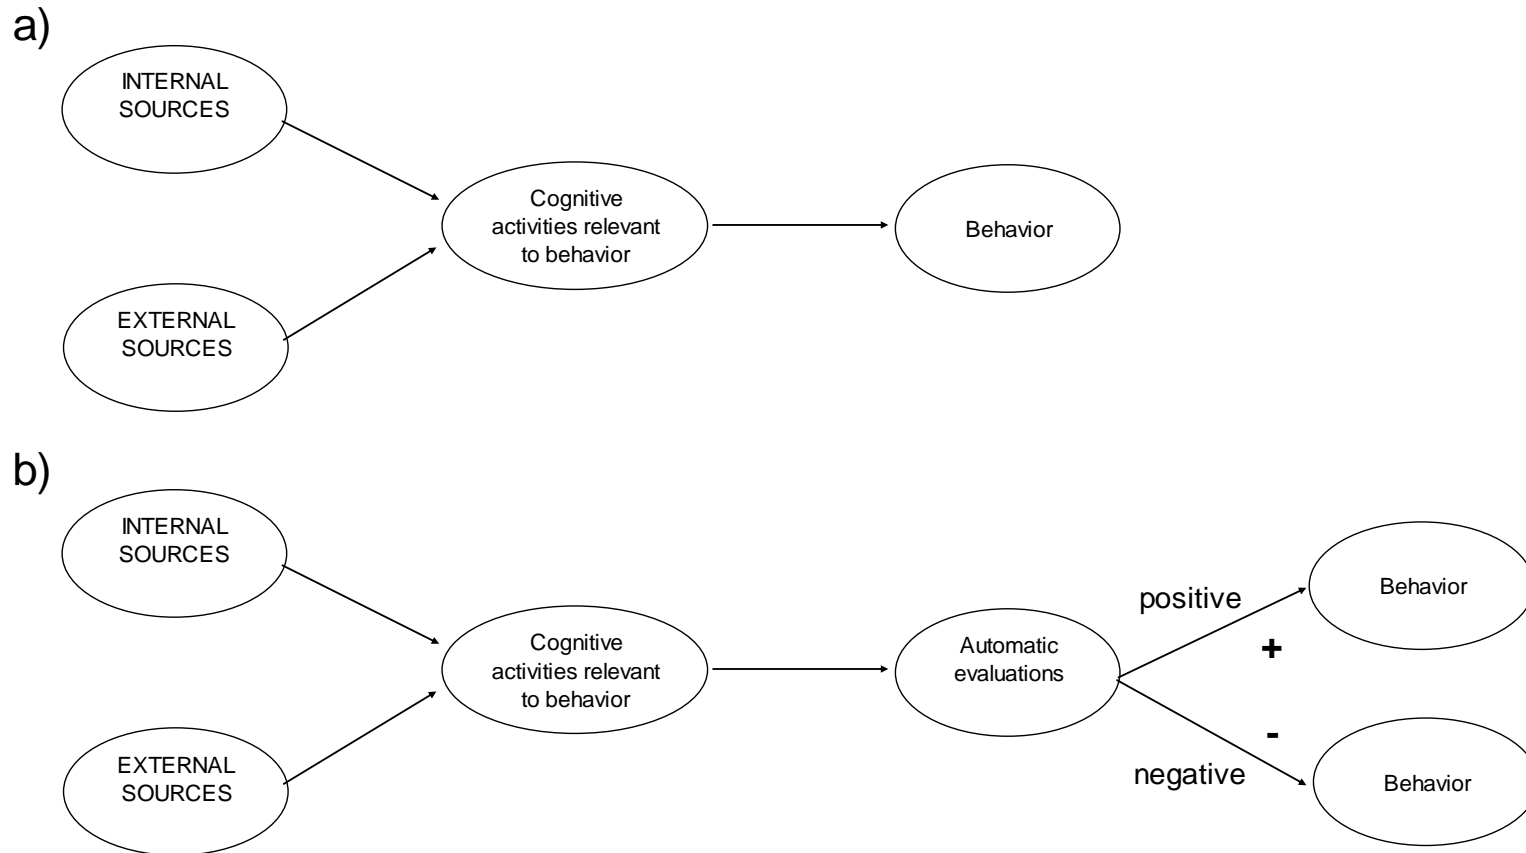 a)
INTERNAL
SOURCES
Cognitive
activities relevant
to behavior
Behavior
EXTERNAL
SOURCES
b)
INTERNAL
SOURCES
Cognitive
activities relevant
to behavior
EXTERNAL
SOURCES
Automatic
evaluations
positive
+
Behavior
-
negative
Behavior